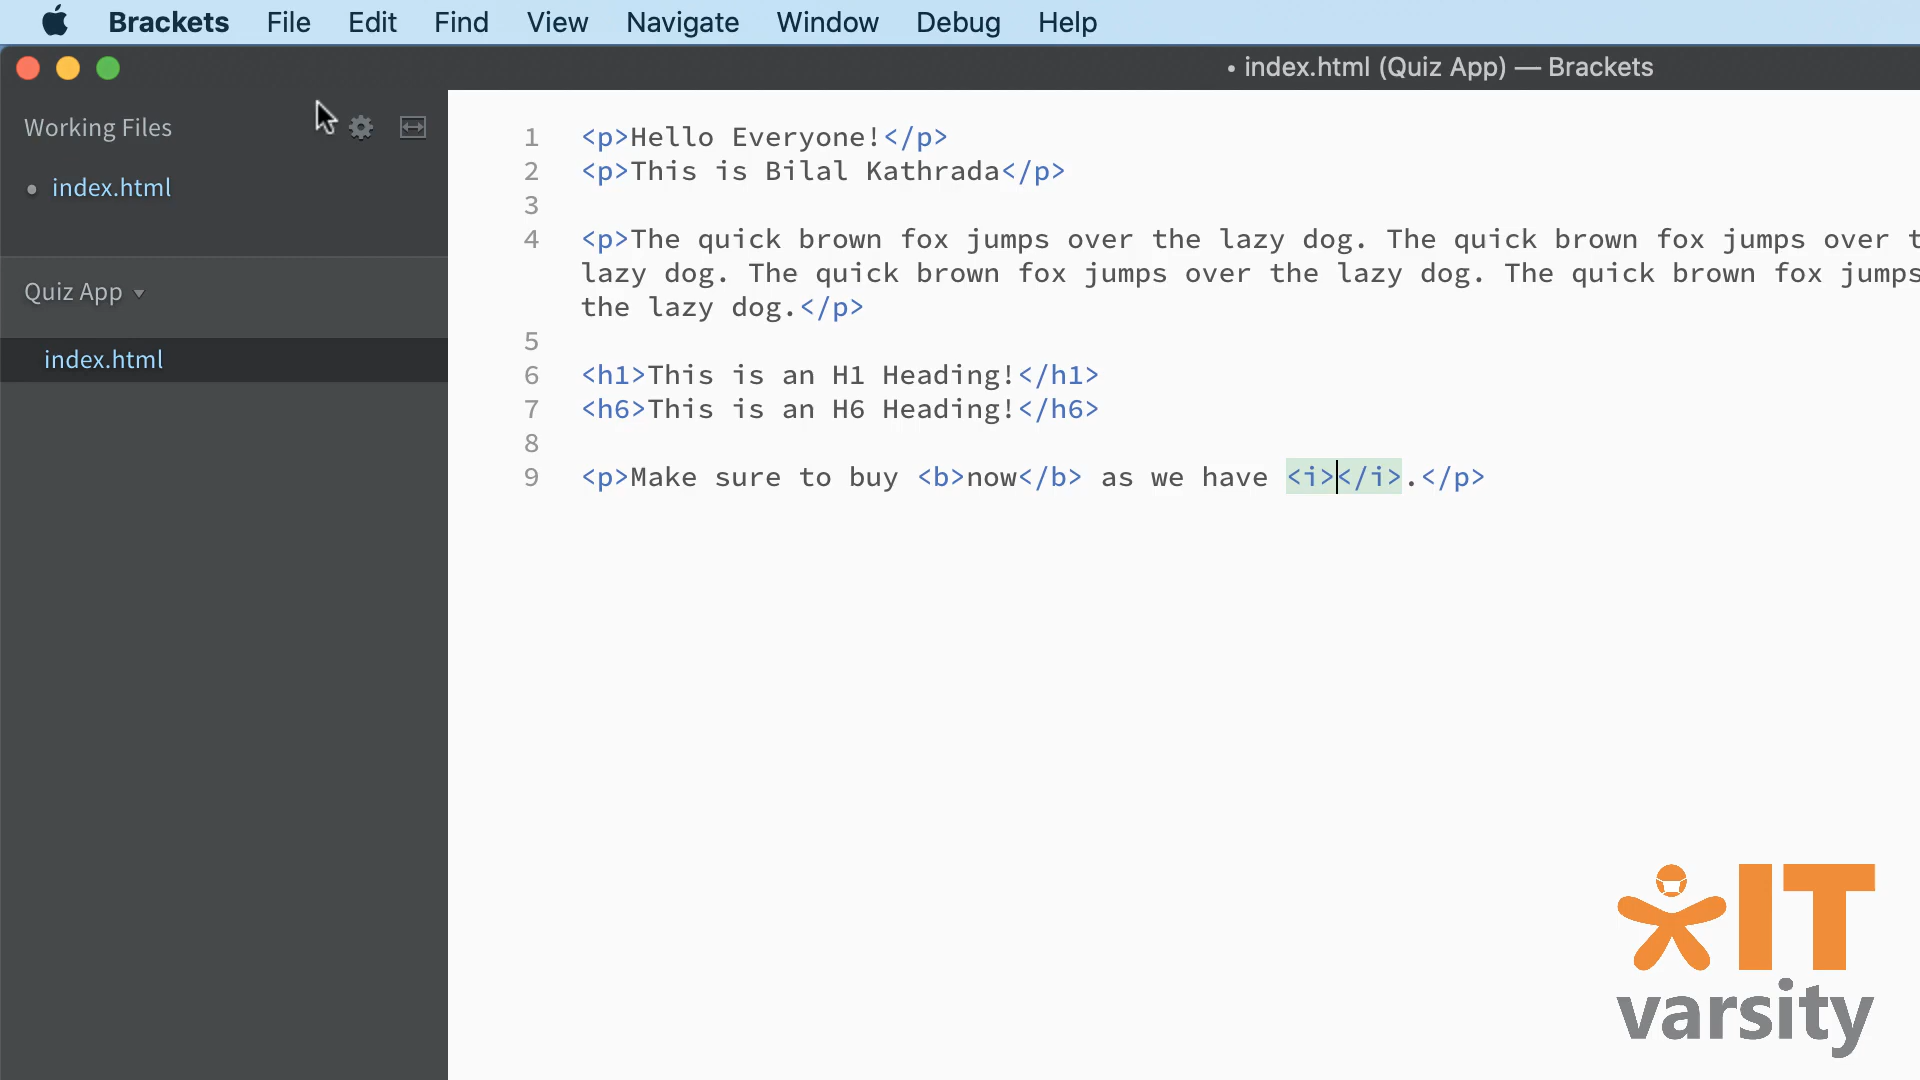 Brackets File Edit Find View Navigate Window Debug Help
• index.html (Quiz App) — Brackets
Working Files
• index.html
Quiz App
index.html
1 <p>Hello Everyone!</p>
2 <p>This is Bilal Kathrada</p>
3
4 <p>The quick brown fox jumps over the lazy dog. The quick brown fox jumps over t
lazy dog. The quick brown fox jumps over the lazy dog. The quick brown fox jumps
the lazy dog.</p>
5
6 <h1>This is an H1 Heading!</h1>
7 <h6>This is an H6 Heading!</h6>
8
9 <p>Make sure to buy <b>now</b> as we have <i></i>.</p>
IT
varsity